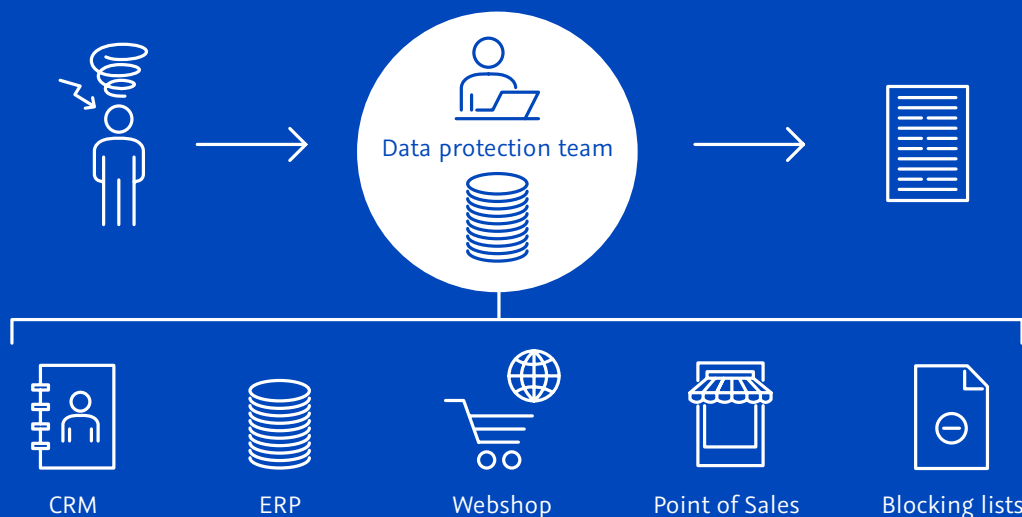 Data protection team
CRM
ERP
Webshop
Point of Sales
Blocking lists